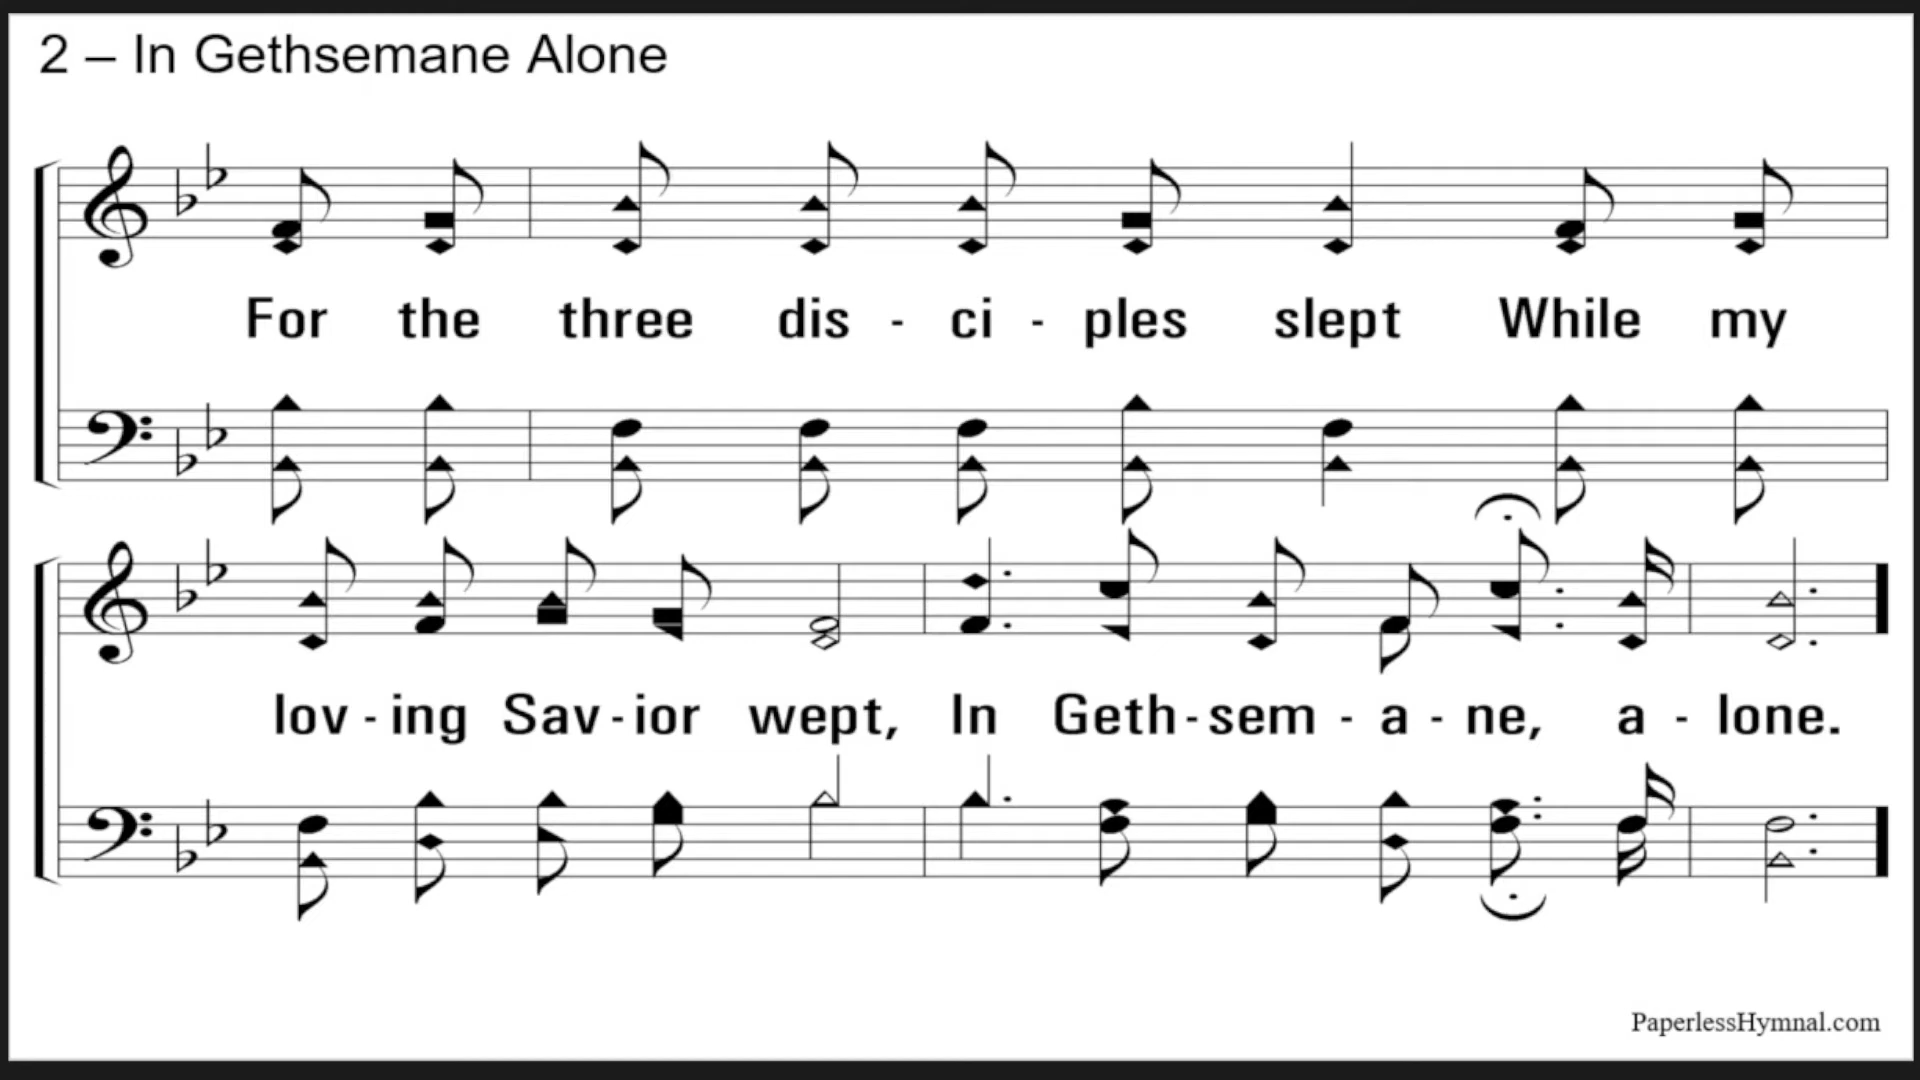 2 – In Gethsemane Alone
For the three dis - ci - ples slept While my
lov - ing Sav - ior wept, In Geth - sem - a - ne, a - lone.
PaperlessHymnal.com